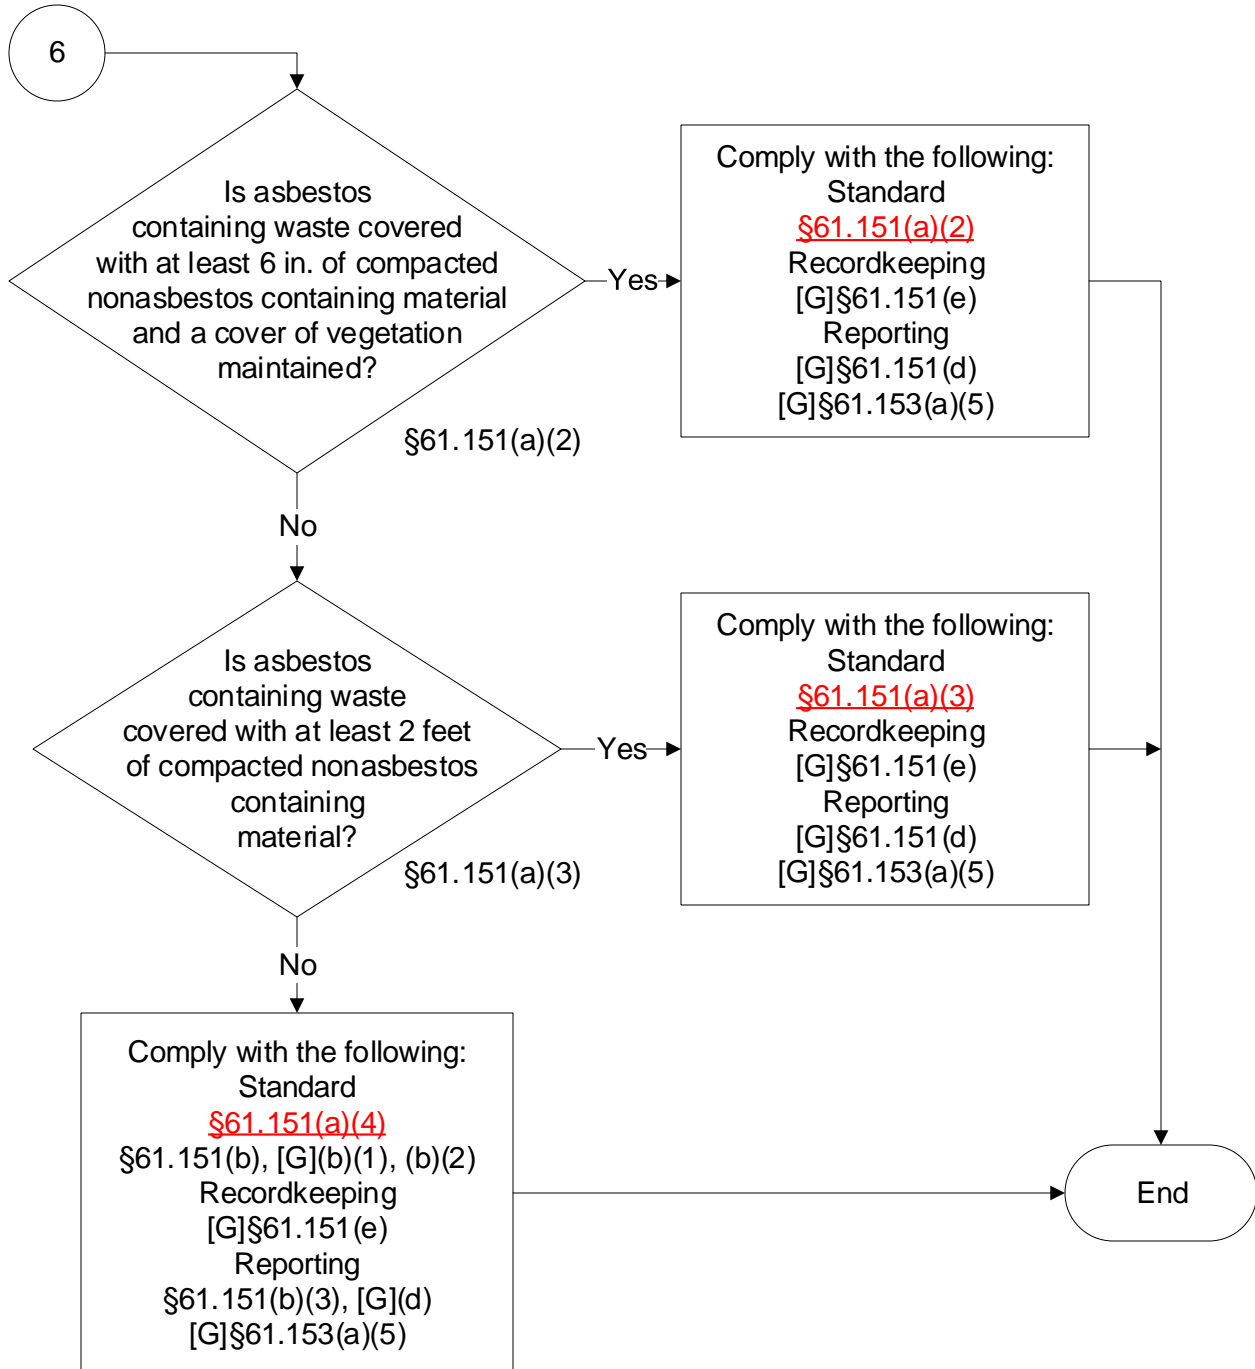 6
Is asbestos
containing waste covered
with at least 6 in. of compacted
nonasbestos containing material
and a cover of vegetation
maintained?
§61.151(a)(2)
Yes
Comply with the following:
Standard
§61.151(a)(2)
Recordkeeping
[G]§61.151(e)
Reporting
[G]§61.151(d)
[G]§61.153(a)(5)
No
Is asbestos
containing waste
covered with at least 2 feet
of compacted nonasbestos
containing
material?
§61.151(a)(3)
Yes
Comply with the following:
Standard
§61.151(a)(3)
Recordkeeping
[G]§61.151(e)
Reporting
[G]§61.151(d)
[G]§61.153(a)(5)
No
Comply with the following:
Standard
§61.151(a)(4)
§61.151(b), [G](b)(1), (b)(2)
Recordkeeping
[G]§61.151(e)
Reporting
§61.151(b)(3), [G](d)
[G]§61.153(a)(5)
End